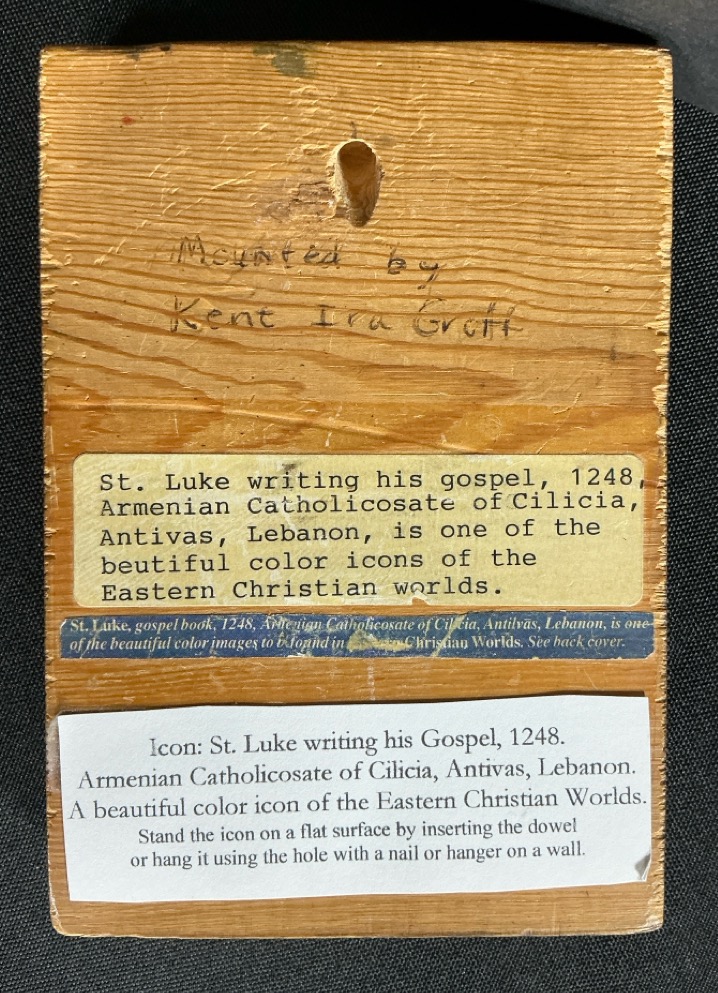 Mounted by
Kent Ira Groff
St. Luke writing his gospel, 1248,
Armenian Catholicosate of Cilicia,
Antivas, Lebanon, is one of the
beutiful color icons of the
Eastern Christian worlds.
St. Luke, gospel book, 1248, Armenian Catholicosate of Cilicia, Antilvas, Lebanon, is one
of the beautiful color images to be found in Christian Worlds. See back cover.
Icon: St. Luke writing his Gospel, 1248.
Armenian Catholicosate of Cilicia, Antivas, Lebanon.
A beautiful color icon of the Eastern Christian Worlds.
Stand the icon on a flat surface by inserting the dowel
or hang it using the hole with a nail or hanger on a wall.